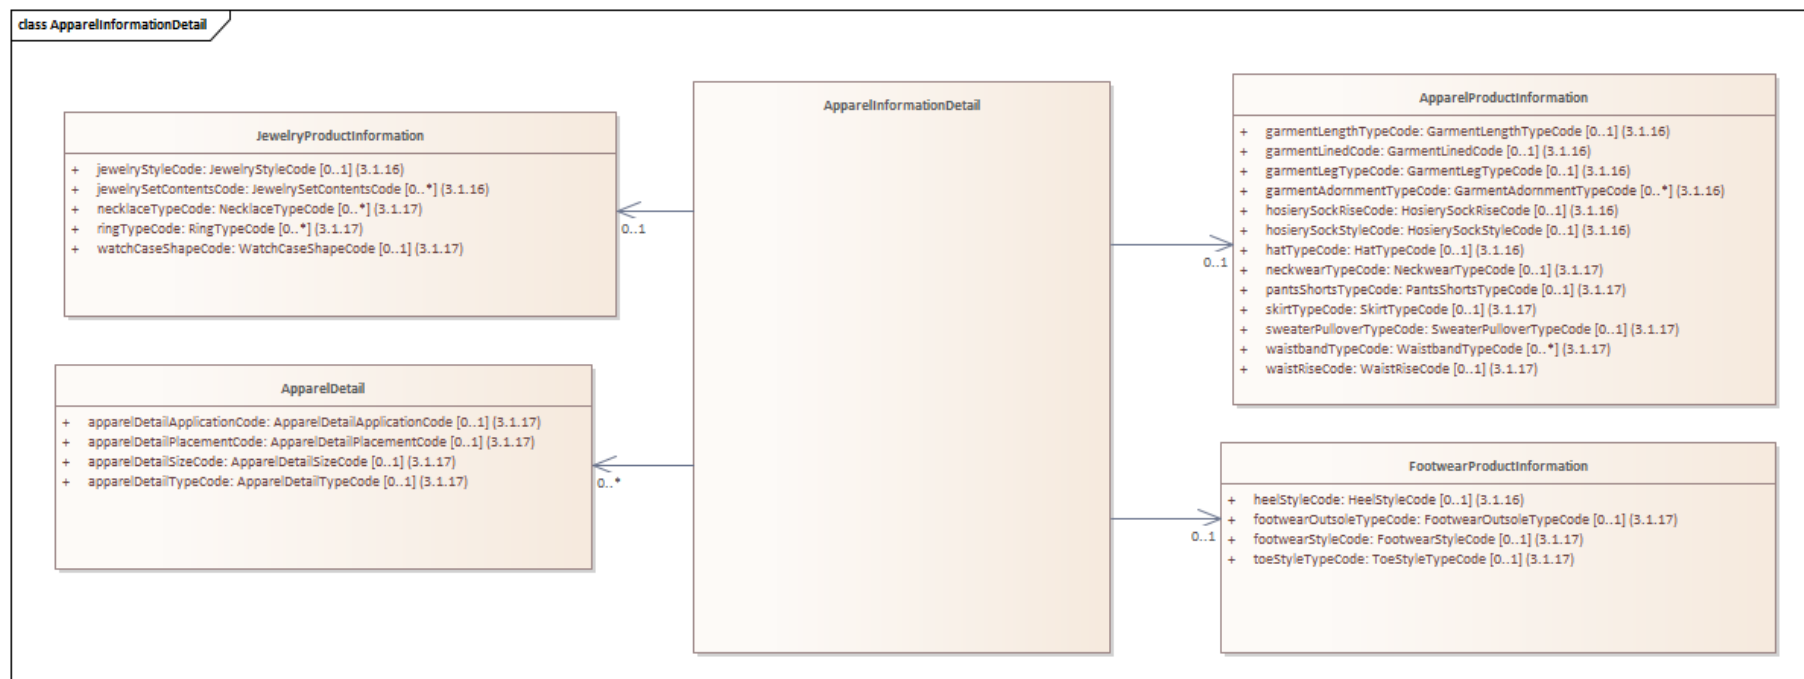 class ApparelInformationDetail
JewelryProductInformation
+ jewelryStyleCode: JewelryStyleCode [0..1] (3.1.16)
+ jewelrySetContentsCode: JewelrySetContentsCode [0..*] (3.1.16)
+ necklaceTypeCode: NecklaceTypeCode [0..*] (3.1.17)
+ ringTypeCode: RingTypeCode [0..*] (3.1.17)
+ watchCaseShapeCode: WatchCaseShapeCode [0..1] (3.1.17)
0..1
ApparelDetail
+ apparelDetailApplicationCode: ApparelDetailApplicationCode [0..1] (3.1.17)
+ apparelDetailPlacementCode: ApparelDetailPlacementCode [0..1] (3.1.17)
+ apparelDetailSizeCode: ApparelDetailSizeCode [0..1] (3.1.17)
+ apparelDetailTypeCode: ApparelDetailTypeCode [0..1] (3.1.17)
0..*
ApparelInformationDetail
ApparelProductInformation
+ garmentLengthTypeCode: GarmentLengthTypeCode [0..1] (3.1.16)
+ garmentLinedCode: GarmentLinedCode [0..1] (3.1.16)
+ garmentLegTypeCode: GarmentLegTypeCode [0..1] (3.1.16)
+ garmentAdornmentTypeCode: GarmentAdornmentTypeCode [0..*] (3.1.16)
+ hosierySockRiseCode: HosierySockRiseCode [0..1] (3.1.16)
+ hosierySockStyleCode: HosierySockStyleCode [0..1] (3.1.16)
+ hatTypeCode: HatTypeCode [0..1] (3.1.16)
+ neckwearTypeCode: NeckwearTypeCode [0..1] (3.1.17)
+ pantsShortsTypeCode: PantsShortsTypeCode [0..1] (3.1.17)
+ skirtTypeCode: SkirtTypeCode [0..1] (3.1.17)
+ sweaterPulloverTypeCode: SweaterPulloverTypeCode [0..1] (3.1.17)
+ waistbandTypeCode: WaistbandTypeCode [0..*] (3.1.17)
+ waistRiseCode: WaistRiseCode [0..1] (3.1.17)
0..1
FootwearProductInformation
+ heelStyleCode: HeelStyleCode [0..1] (3.1.16)
+ footwearOutsoleTypeCode: FootwearOutsoleTypeCode [0..1] (3.1.17)
+ footwearStyleCode: FootwearStyleCode [0..1] (3.1.17)
+ toeStyleTypeCode: ToeStyleTypeCode [0..1] (3.1.17)
0..1